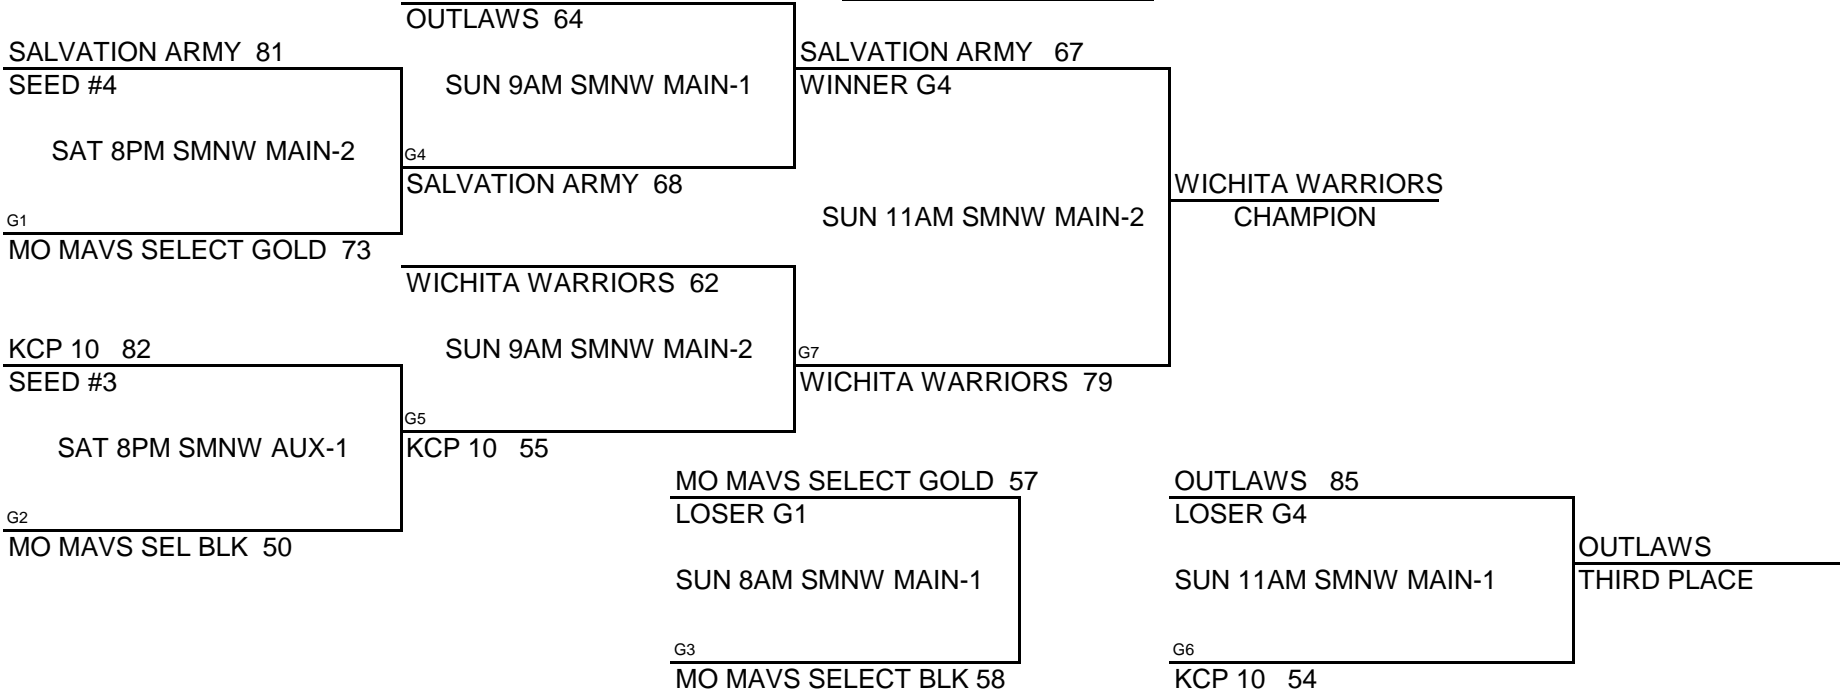 OUTLAWS 64
SALVATION ARMY 81
SALVATION ARMY 67
SEED #4
SUN 9AM SMNW MAIN-1
WINNER G4
SAT 8PM SMNW MAIN-2
G4
SALVATION ARMY 68
WICHITA WARRIORS
G1
SUN 11AM SMNW MAIN-2
CHAMPION
MO MAVS SELECT GOLD 73
WICHITA WARRIORS 62
KCP 10 82
SUN 9AM SMNW MAIN-2
G7
SEED #3
WICHITA WARRIORS 79
G5
SAT 8PM SMNW AUX-1
KCP 10 55
MO MAVS SELECT GOLD 57
OUTLAWS 85
G2
LOSER G1
LOSER G4
MO MAVS SEL BLK 50
OUTLAWS
SUN 8AM SMNW MAIN-1
SUN 11AM SMNW MAIN-1
THIRD PLACE
G3
G6
MO MAVS SELECT BLK 58
KCP 10 54